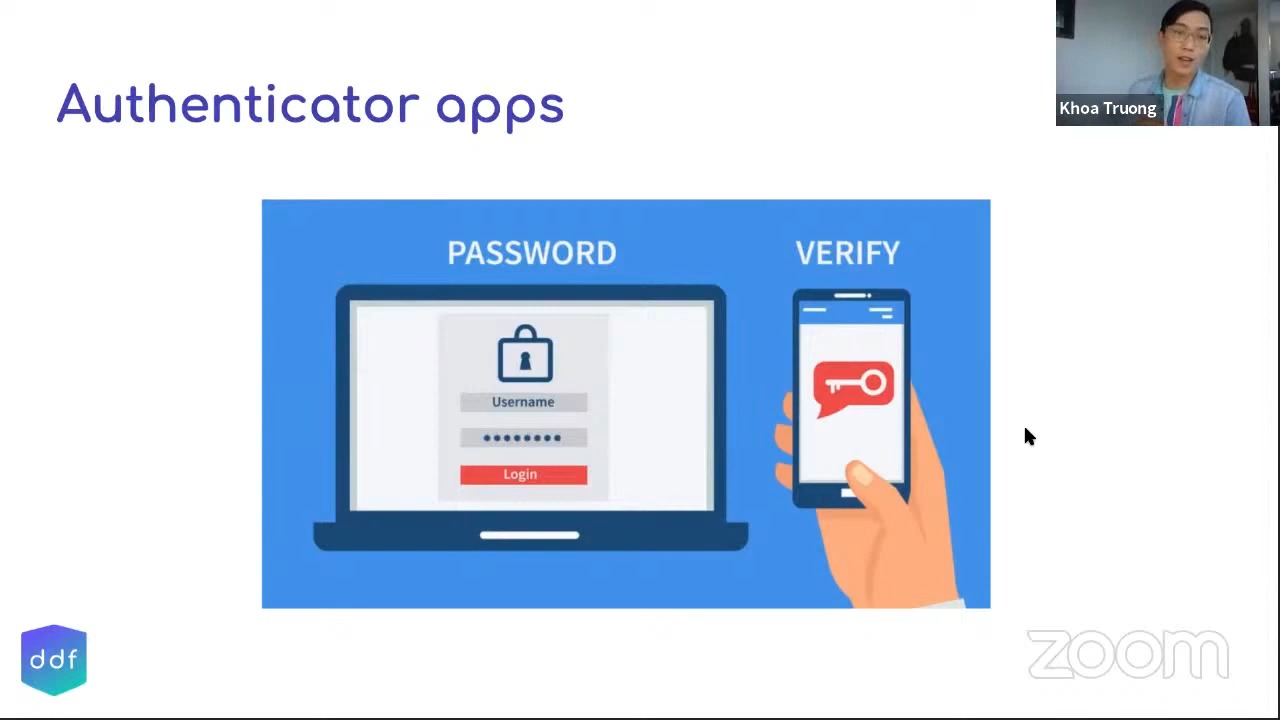 Authenticator apps
Khoa Truong
PASSWORD
VERIFY
Username
Login
ddf
zoom